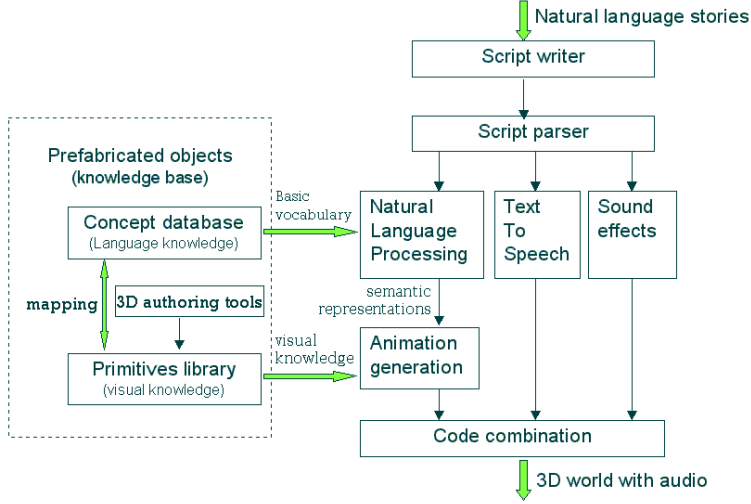 Natural language stories
Script writer
Script parser
Prefabricated objects
(knowledge base)
Concept database
(Language knowledge)
mapping
3D authoring tools
Primitives library
(visual knowledge)
Basic
vocabulary
visual
knowledge
Natural
Language
Processing
Text
To
Speech
Sound
effects
semantic
representations
Animation
generation
Code combination
3D world with audio